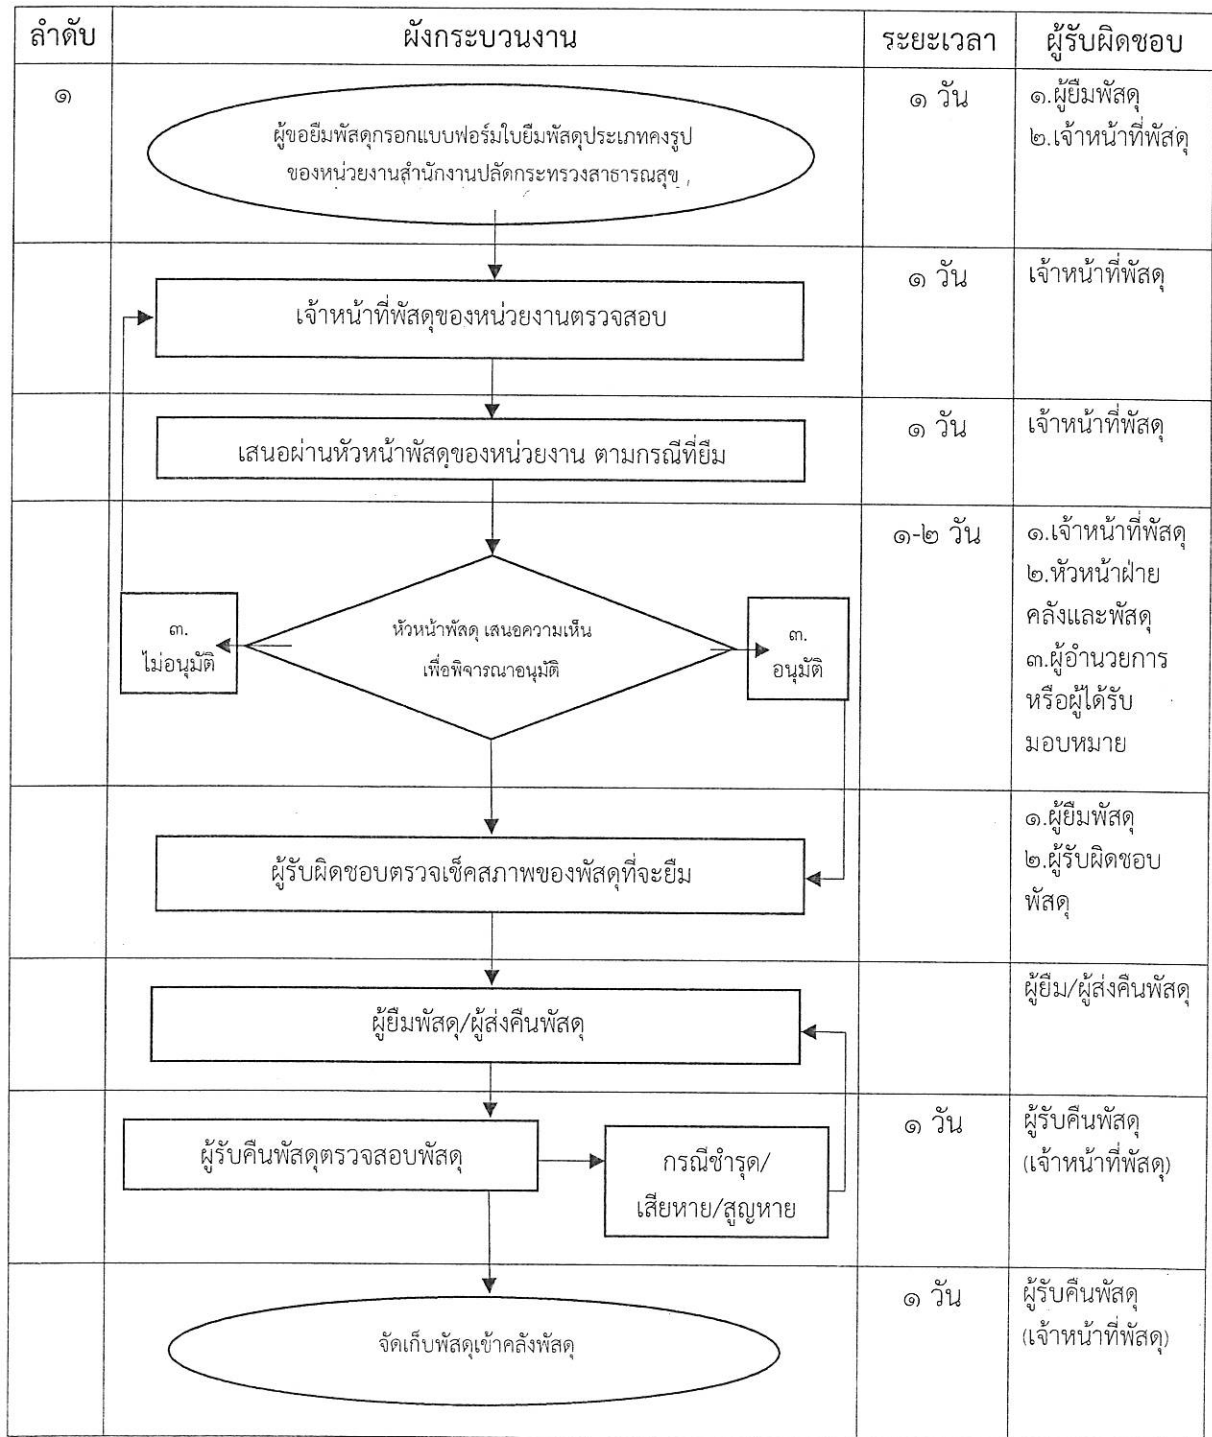 ลำดับ
ผังกระบวนงาน
ระยะเวลา
ผู้รับผิดชอบ
๑
ผู้ขอยืมพัสดุกรอกแบบฟอร์มใบยืมพัสดุประเภทคงรูป
ของหน่วยงานสำนักงานปลัดกระทรวงสาธารณสุข
๑ วัน
๑.ผู้ยืมพัสดุ
๒.เจ้าหน้าที่พัสดุ
เจ้าหน้าที่พัสดุของหน่วยงานตรวจสอบ
๑ วัน
เจ้าหน้าที่พัสดุ
เสนอผ่านหัวหน้าพัสดุของหน่วยงาน ตามกรณีที่ยืม
๑ วัน
เจ้าหน้าที่พัสดุ
๓.
ไม่อนุมัติ
หัวหน้าพัสดุ เสนอความเห็น
เพื่อพิจารณาอนุมัติ
๓.
อนุมัติ
๑-๒ วัน
๑.เจ้าหน้าที่พัสดุ
๒.หัวหน้าฝ่าย
คลังและพัสดุ
๓.ผู้อำนวยการ
หรือผู้ได้รับ
มอบหมาย
ผู้รับผิดชอบตรวจเช็คสภาพของพัสดุที่จะยืม
๑.ผู้ยืมพัสดุ
๒.ผู้รับผิดชอบ
พัสดุ
ผู้ยืมพัสดุ/ผู้ส่งคืนพัสดุ
ผู้ยืม/ผู้ส่งคืนพัสดุ
ผู้รับคืนพัสดุตรวจสอบพัสดุ
กรณีชำรุด/
เสียหาย/สูญหาย
๑ วัน
ผู้รับคืนพัสดุ
(เจ้าหน้าที่พัสดุ)
จัดเก็บพัสดุเข้าคลังพัสดุ
๑ วัน
ผู้รับคืนพัสดุ
(เจ้าหน้าที่พัสดุ)